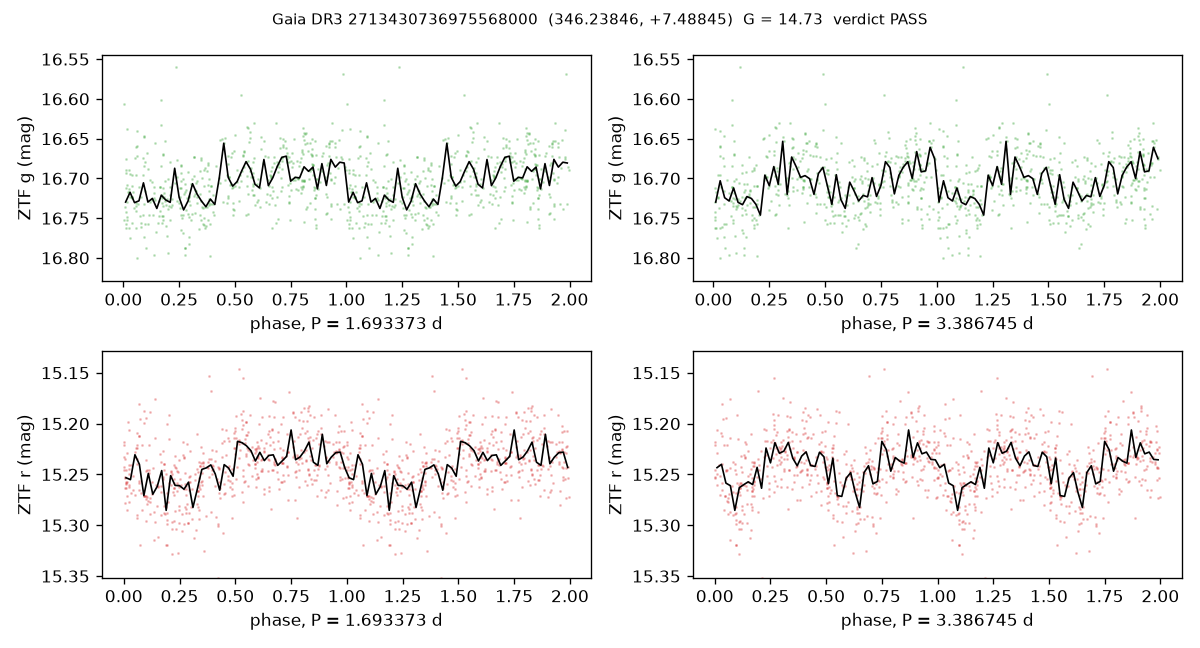 Gaia DR3 2713430736975568000 (346.23846, +7.48845) G = 14.73 verdict PASS
16.55
16.60
16.65
16.70
16.75
16.80
ZTF g (mag)
0.00 0.25 0.50 0.75 1.00 1.25 1.50 1.75 2.00
phase, P = 1.693373 d
16.55
16.60
16.65
16.70
16.75
16.80
ZTF g (mag)
0.00 0.25 0.50 0.75 1.00 1.25 1.50 1.75 2.00
phase, P = 3.386745 d
15.15
15.20
15.25
15.30
15.35
ZTF r (mag)
0.00 0.25 0.50 0.75 1.00 1.25 1.50 1.75 2.00
phase, P = 1.693373 d
15.15
15.20
15.25
15.30
15.35
ZTF r (mag)
0.00 0.25 0.50 0.75 1.00 1.25 1.50 1.75 2.00
phase, P = 3.386745 d